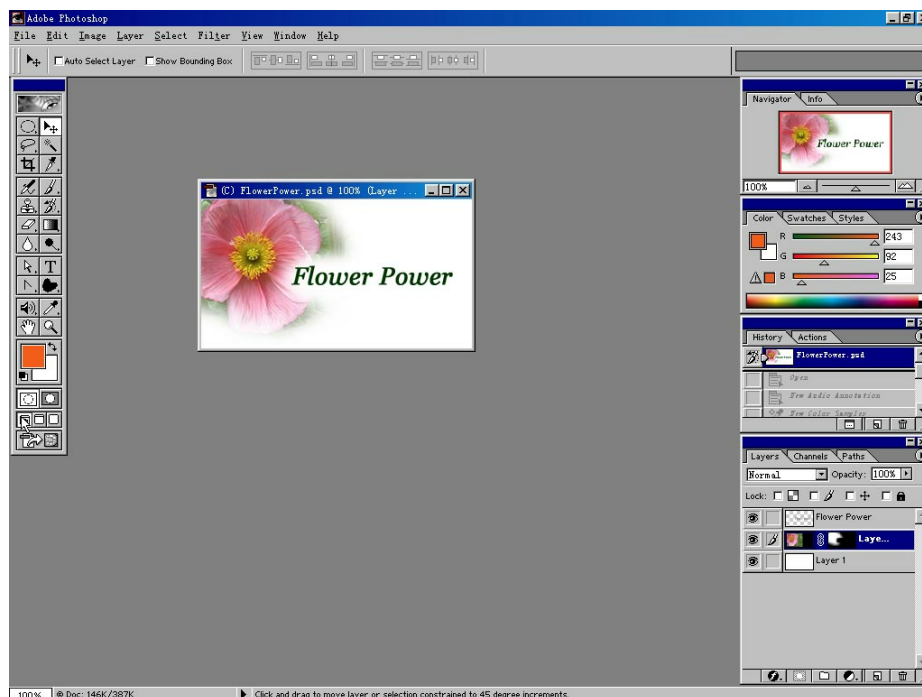 Adobe Photoshop
File Edit Image Layer Select Filter View Window Help
Auto Select Layer Show Bounding Box
Navigator Info
Flower Power
100%
(C) FlowerPower.psd @ 100% (Layer ...
Flower Power
Color Swatches Styles
R 243
G 92
B 25
History Actions
FlowerPower.psd
Open
New Audio Annotation
New Color Sampler
Layers Channels Paths
Normal Opacity: 100%
Lock:
Flower Power
Laye...
Layer 1
100% Doc: 146K/387K Click and drag to move layer or selection constrained to 45 degree increments.